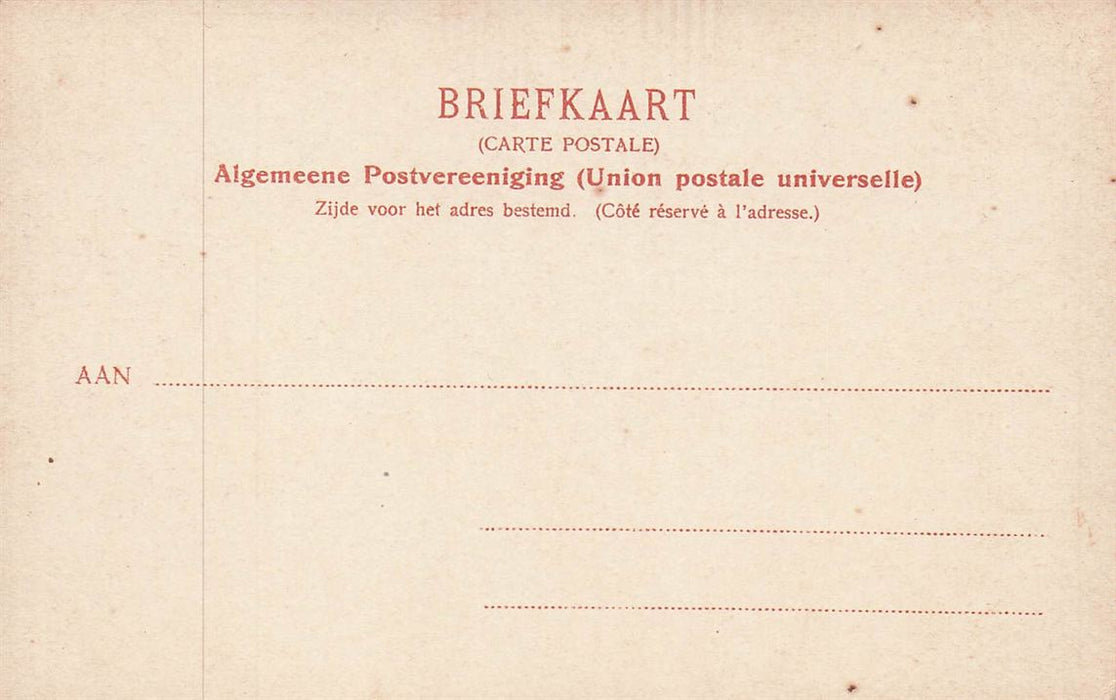 BRIEFKAART
(CARTE POSTALE)
Algemeene Postvereeniging (Union postale universelle)
Zijde voor het adres bestemd. (Côté réservé à l'adresse.)
AAN